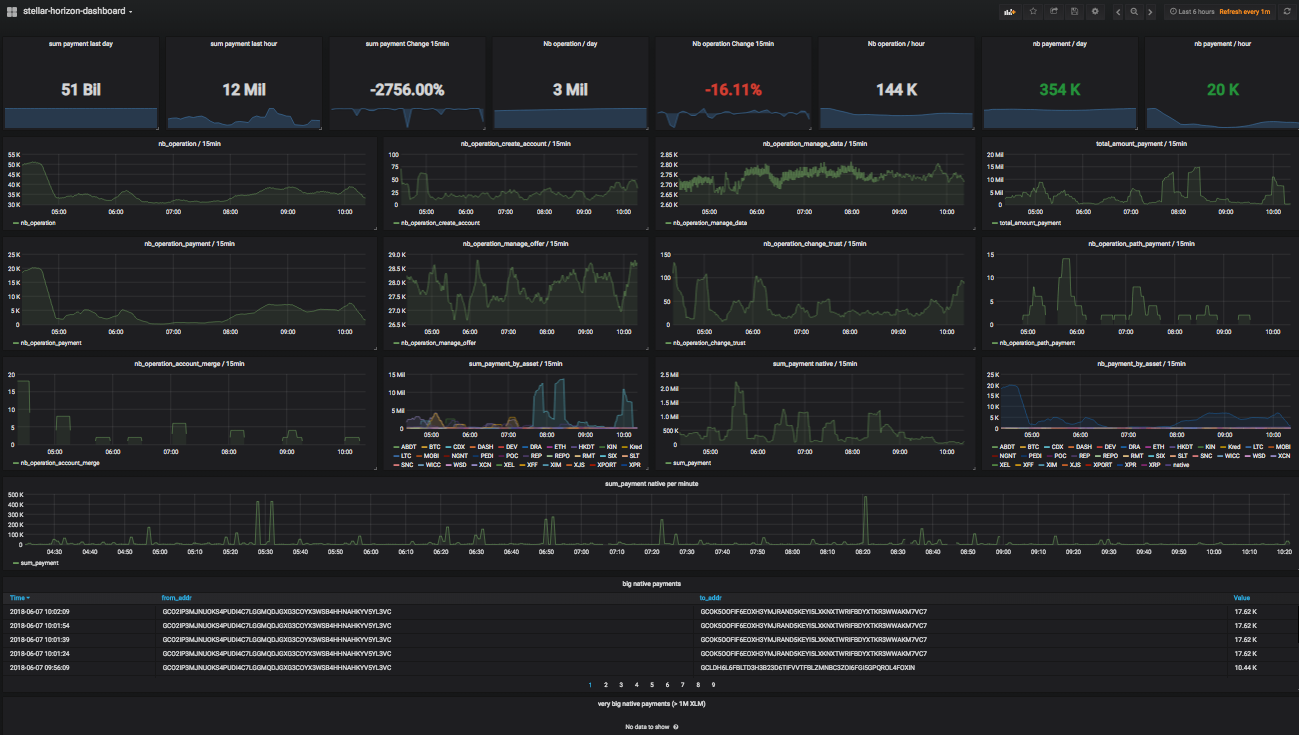 stellar-horizon-dashboard
Last 6 hours Refresh every 1m
sum payment last day
51 Bil
sum payment last hour
12 Mil
sum payment Change 15min
-2756.00%
Nb operation / day
3 Mil
Nb operation Change 15min
-16.11%
Nb operation / hour
144 K
nb payement / day
354 K
nb payement / hour
20 K
nb_operation / 15min
55 K
50 K
45 K
40 K
35 K
30 K
05:00 06:00 07:00 08:00 09:00 10:00
nb_operation
nb_operation_create_account / 15min
100
75
50
25
0
05:00 06:00 07:00 08:00 09:00 10:00
nb_operation_create_account
nb_operation_manage_data / 15min
2.85 K
2.80 K
2.75 K
2.70 K
2.65 K
2.60 K
05:00 06:00 07:00 08:00 09:00 10:00
nb_operation_manage_data
total_amount_payment / 15min
20 Mil
15 Mil
10 Mil
5 Mil
0
05:00 06:00 07:00 08:00 09:00 10:00
total_amount_payment
nb_operation_payment / 15min
25 K
20 K
15 K
10 K
5 K
0
05:00 06:00 07:00 08:00 09:00 10:00
nb_operation_payment
nb_operation_manage_offer / 15min
29.0 K
28.5 K
28.0 K
27.5 K
27.0 K
26.5 K
05:00 06:00 07:00 08:00 09:00 10:00
nb_operation_manage_offer
nb_operation_change_trust / 15min
150
100
50
0
05:00 06:00 07:00 08:00 09:00 10:00
nb_operation_change_trust
nb_operation_path_payment / 15min
15
10
5
0
05:00 06:00 07:00 08:00 09:00 10:00
nb_operation_path_payment
nb_operation_account_merge / 15min
20
15
10
5
0
05:00 06:00 07:00 08:00 09:00 10:00
nb_operation_account_merge
sum_payment_by_asset / 15min
15 Mil
10 Mil
5 Mil
0
05:00 06:00 07:00 08:00 09:00 10:00
ABDT BTC CDX DASH DEV DRA ETH HKDT KIN Kred
LTC MOBI NGNT PEDI POC REP REPO RMT SIX SLT
SNC WICC WSD XCN XEL XFF XIM XJS XPORT XPR
sum_payment native / 15min
2.5 Mil
2.0 Mil
1.5 Mil
1.0 Mil
500 K
0
05:00 06:00 07:00 08:00 09:00 10:00
sum_payment
nb_payment_by_asset / 15min
25 K
20 K
15 K
10 K
5 K
0
05:00 06:00 07:00 08:00 09:00 10:00
ABDT BTC CDX DASH DEV DRA ETH HKDT KIN Kred LTC MOBI
NGNT PEDI POC REP REPO RMT SIX SLT SNC WICC WSD XCN
XEL XFF XIM XJS XPORT XPR XRP native
sum_payment native per minute
500 K
400 K
300 K
200 K
100 K
0
04:30 04:40 04:50 05:00 05:10 05:20 05:30 05:40 05:50 06:00 06:10 06:20 06:30 06:40 06:50 07:00 07:10 07:20 07:30 07:40 07:50 08:00 08:10 08:20 08:30 08:40 08:50 09:00 09:10 09:20 09:30 09:40 09:50 10:00 10:10 10:20
sum_payment
big native payments
Time from_addr to_addr Value
2018-06-07 10:02:09 GCO2IP3MJNUOKS4PUDI4C7LGGMQDJGXG3COYX3WSB4HHNAHKYV5YL3VC GCOK5OGFIF6EOXH3YMJRAND5KEYI5LXKNXTWRIFBDYXTKR3WWAKM7VC7 17.62 K
2018-06-07 10:01:54 GCO2IP3MJNUOKS4PUDI4C7LGGMQDJGXG3COYX3WSB4HHNAHKYV5YL3VC GCOK5OGFIF6EOXH3YMJRAND5KEYI5LXKNXTWRIFBDYXTKR3WWAKM7VC7 17.62 K
2018-06-07 10:01:39 GCO2IP3MJNUOKS4PUDI4C7LGGMQDJGXG3COYX3WSB4HHNAHKYV5YL3VC GCOK5OGFIF6EOXH3YMJRAND5KEYI5LXKNXTWRIFBDYXTKR3WWAKM7VC7 17.62 K
2018-06-07 10:01:24 GCO2IP3MJNUOKS4PUDI4C7LGGMQDJGXG3COYX3WSB4HHNAHKYV5YL3VC GCOK5OGFIF6EOXH3YMJRAND5KEYI5LXKNXTWRIFBDYXTKR3WWAKM7VC7 17.62 K
2018-06-07 09:56:09 GCO2IP3MJNUOKS4PUDI4C7LGGMQDJGXG3COYX3WSB4HHNAHKYV5YL3VC GCLDH6L6FBLTD3H3B23D6TIFVVTFBLZMNBC3ZOI6FGI5GPQROL4FOXIN 10.44 K
1 2 3 4 5 6 7 8 9
very big native payments (> 1M XLM)
No data to show